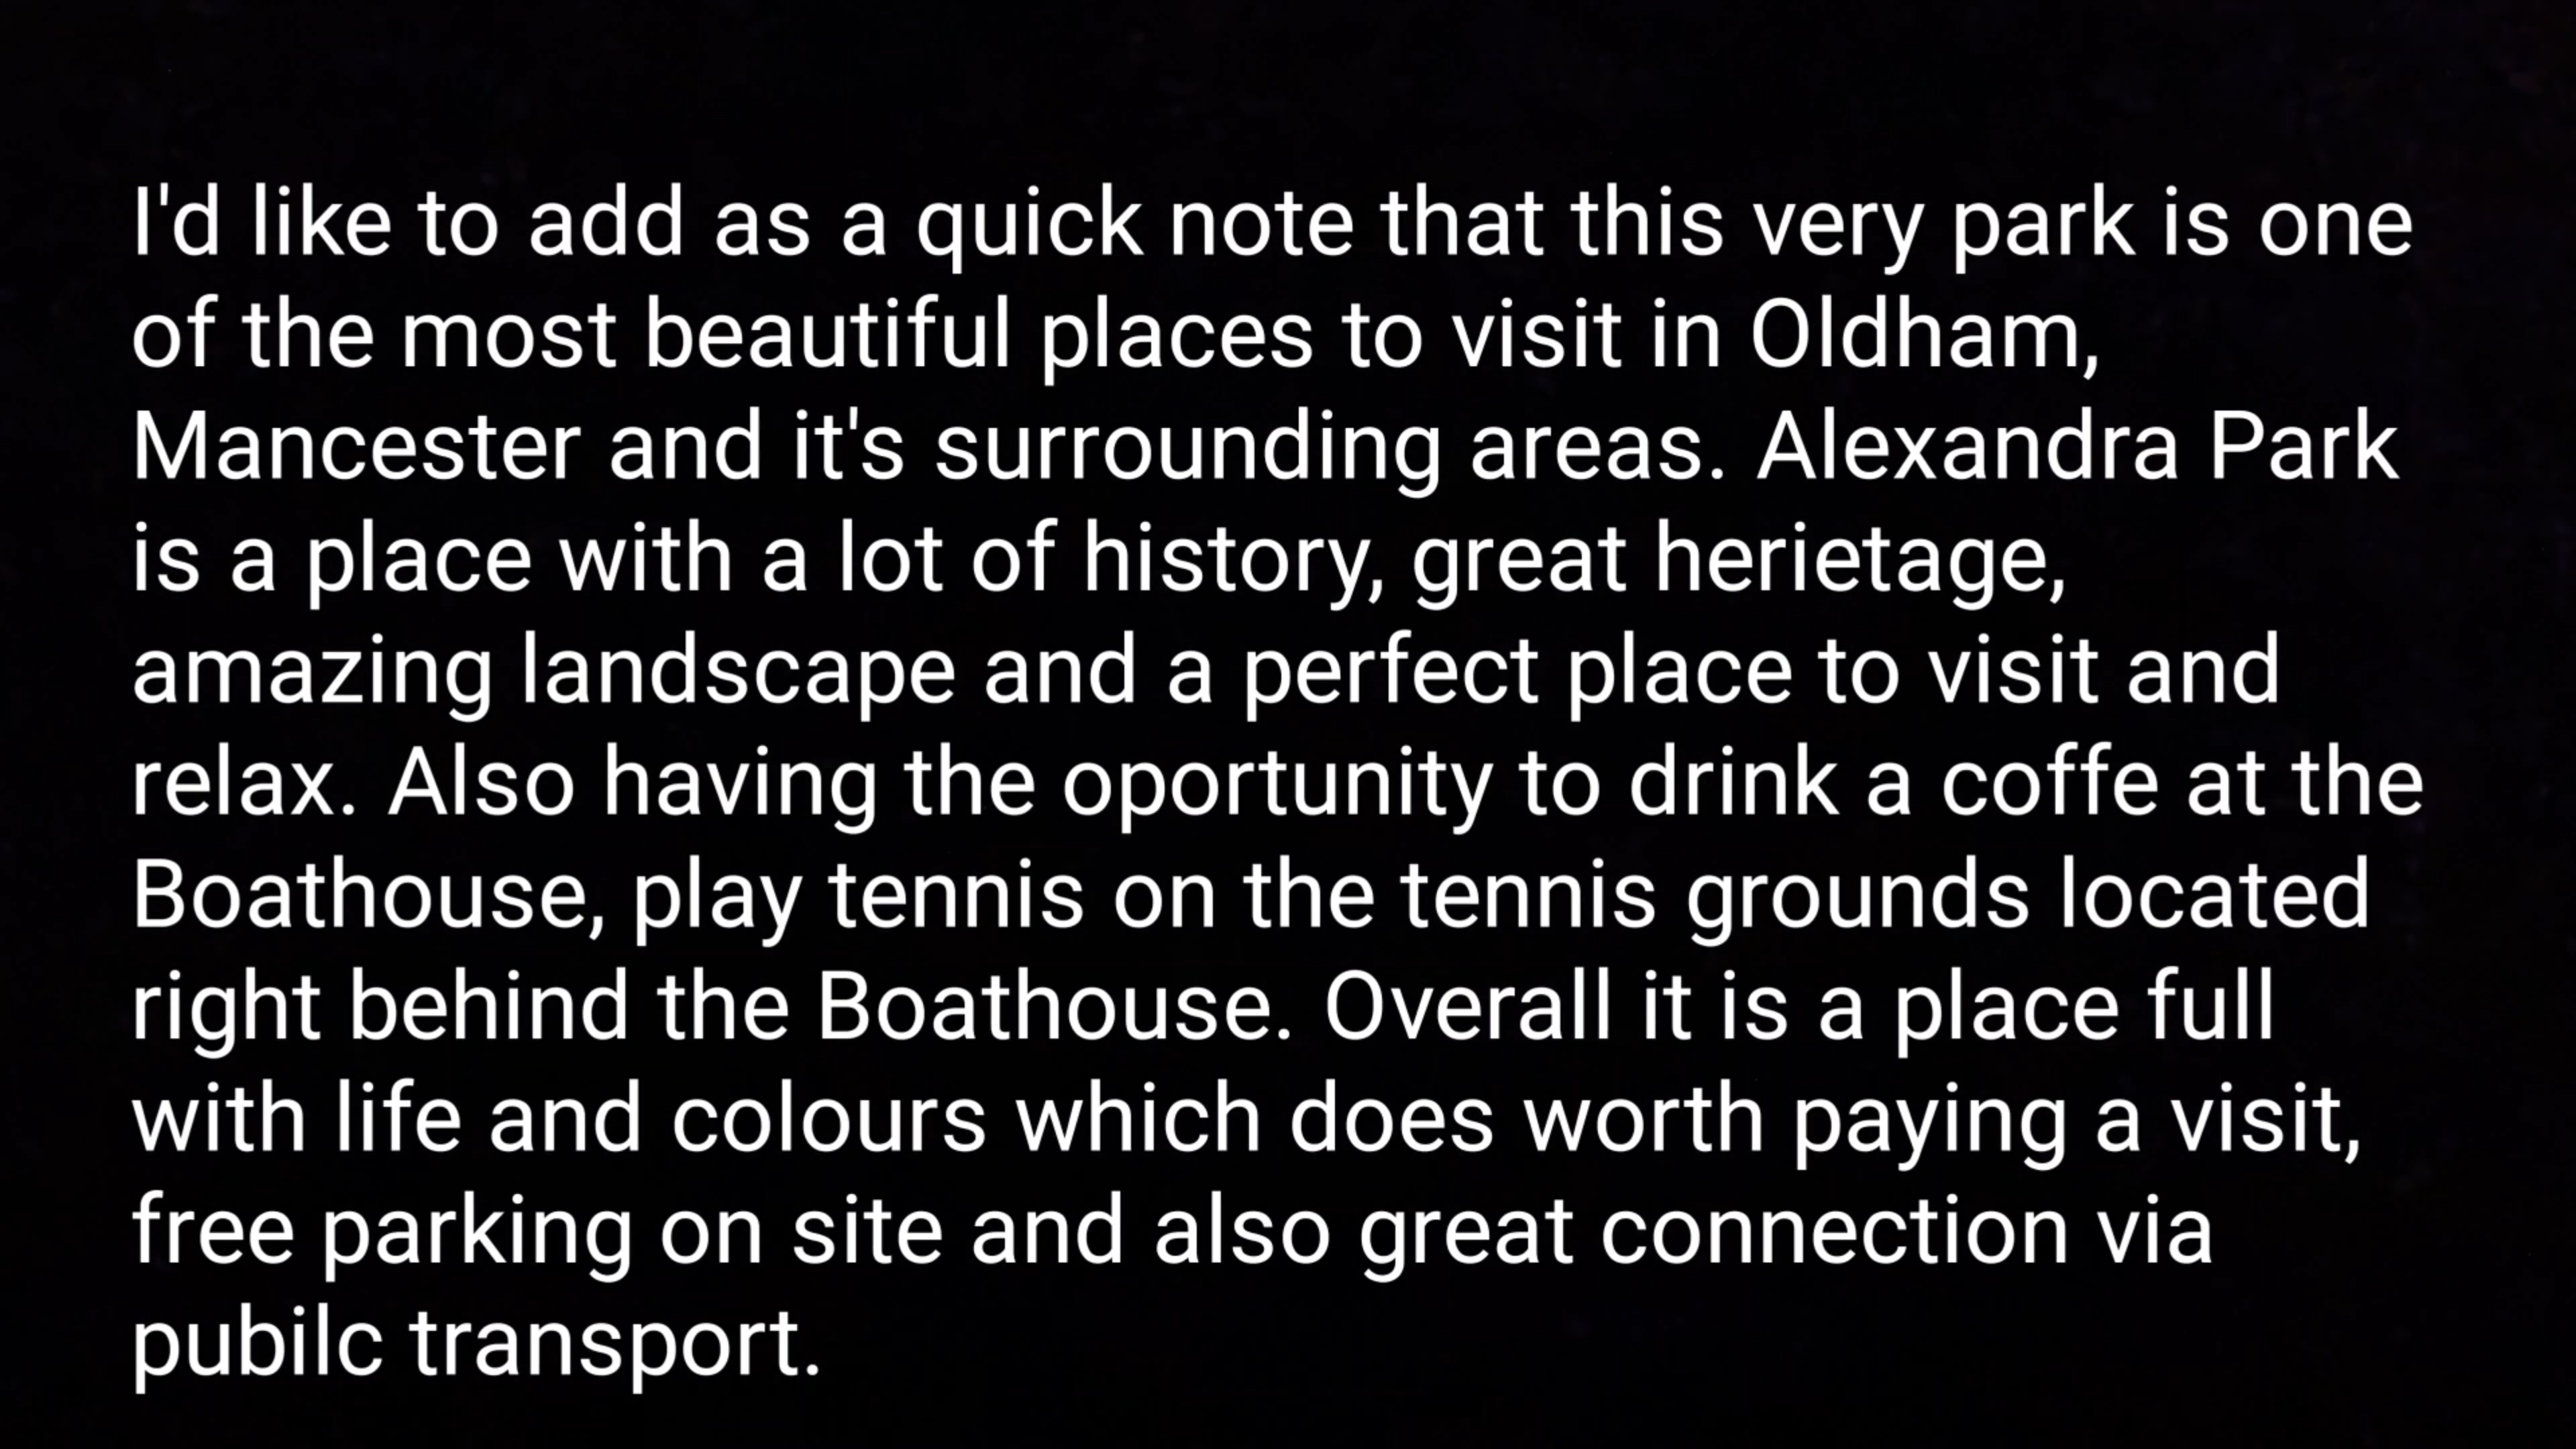 I'd like to add as a quick note that this very park is one
of the most beautiful places to visit in Oldham,
Mancester and it's surrounding areas. Alexandra Park
is a place with a lot of history, great herietage,
amazing landscape and a perfect place to visit and
relax. Also having the oportunity to drink a coffe at the
Boathouse, play tennis on the tennis grounds located
right behind the Boathouse. Overall it is a place full
with life and colours which does worth paying a visit,
free parking on site and also great connection via
pubilc transport.